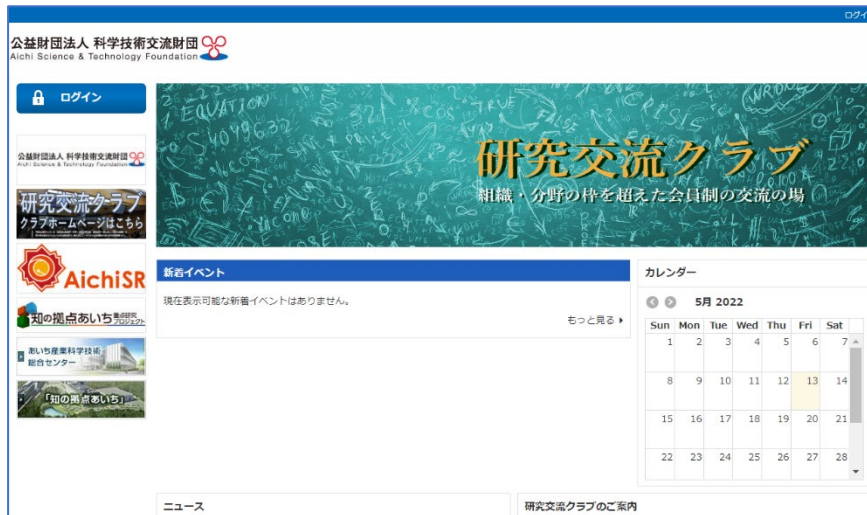 ログイ
公益財団法人 科学技術交流財団
Aichi Science & Technology Foundation
ログイン
公益財団法人 科学技術交流財団
Aichi Science & Technology Foundation
研究交流クラブ
クラブホームページはこちら
AichiSR
知の拠点あいち 重点研究プロジェクト
あいち産業科学技術
総合センター
「知の拠点あいち」
研究交流クラブ
組織・分野の枠を超えた会員制の交流の場
新着イベント
現在表示可能な新着イベントはありません。
もっと見る
カレンダー
5月 2022
Sun Mon Tue Wed Thu Fri Sat
1 2 3 4 5 6 7
8 9 10 11 12 13 14
15 16 17 18 19 20 21
22 23 24 25 26 27 28
ニュース
研究交流クラブのご案内